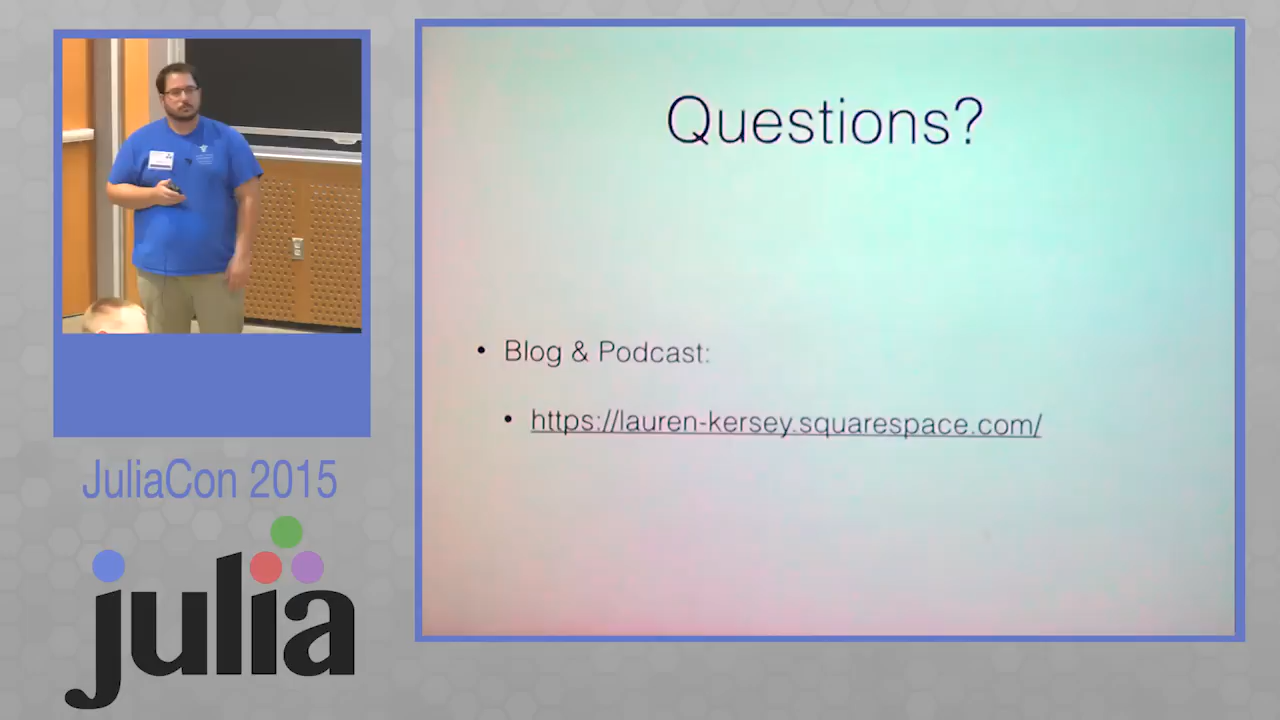 Questions?
• Blog & Podcast:
• https://lauren-kersey.squarespace.com/
JuliaCon 2015
julia